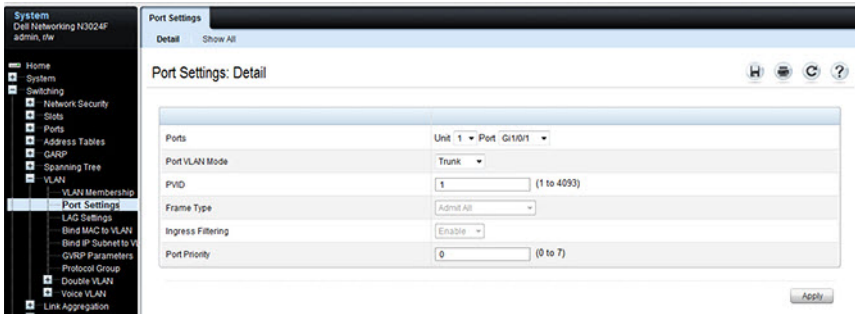 System
Dell Networking N3024F
admin, r/w
Home
System
Switching
Network Security
Slots
Ports
Address Tables
GARP
Spanning Tree
VLAN
VLAN Membership
Port Settings
LAG Settings
Bind MAC to VLAN
Bind IP Subnet to VL
GVRP Parameters
Protocol Group
Double VLAN
Voice VLAN
Link Aggregation
Port Settings
Detail Show All
Port Settings: Detail
Ports Unit 1 Port Gi1/0/1
Port VLAN Mode Trunk
PVID 1 (1 to 4093)
Frame Type Admit All
Ingress Filtering Enable
Port Priority 0 (0 to 7)
Apply